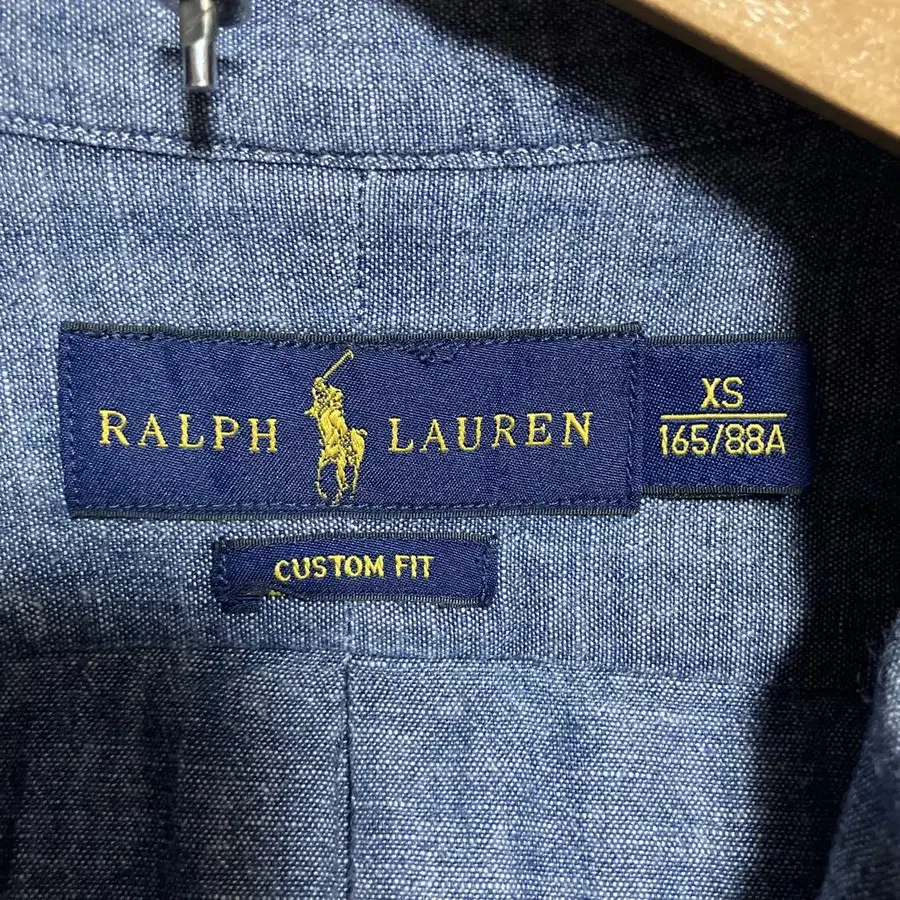 RALPH LAUREN
XS
165/88A
CUSTOM FIT